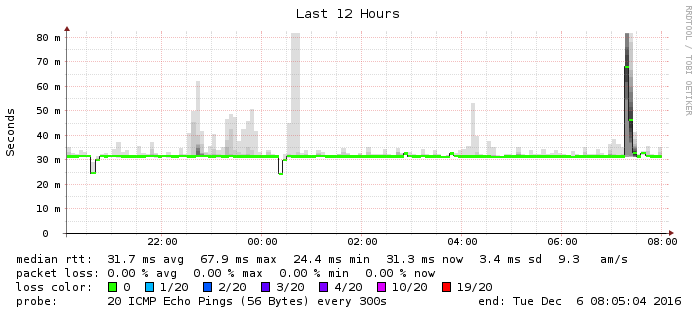 Last 12 Hours
RRDTOOL / TOBI OETIKER
Seconds
80 m
70 m
60 m
50 m
40 m
30 m
20 m
10 m
0
22:00 00:00 02:00 04:00 06:00 08:00
median rtt: 31.7 ms avg 67.9 ms max 24.4 ms min 31.3 ms now 3.4 ms sd 9.3 am/s
packet loss: 0.00 % avg 0.00 % max 0.00 % min 0.00 % now
loss color: 0 1/20 2/20 3/20 4/20 10/20 19/20
probe: 20 ICMP Echo Pings (56 Bytes) every 300s end: Tue Dec 6 08:05:04 2016